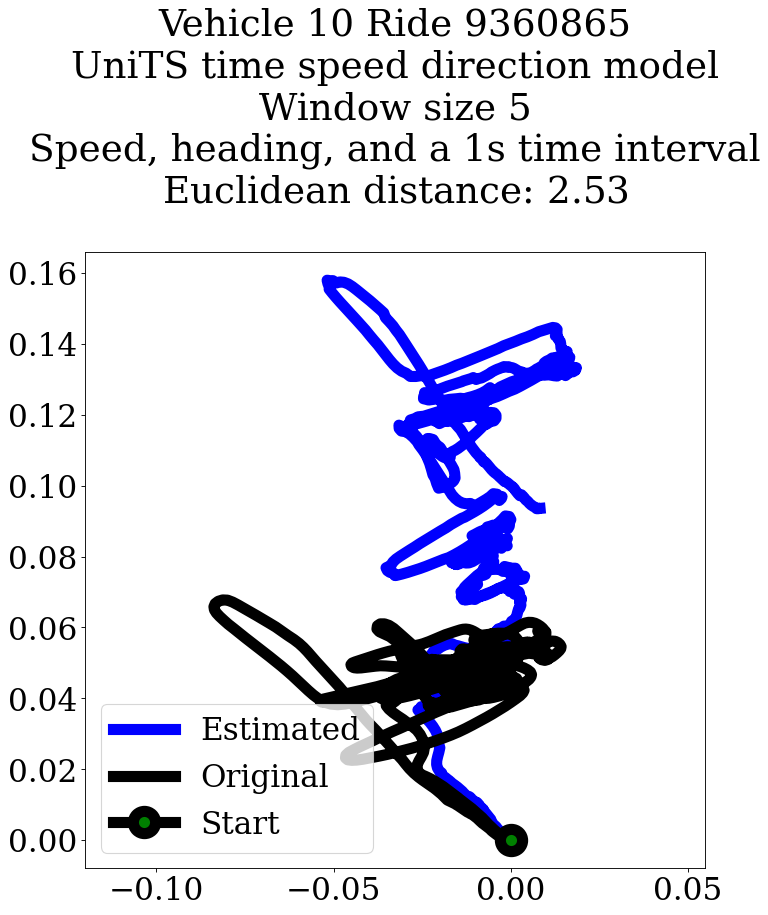 Vehicle 10 Ride 9360865
UniTS time speed direction model
Window size 5
Speed, heading, and a 1s time interval
Euclidean distance: 2.53
0.16
0.14
0.12
0.10
0.08
0.06
0.04
0.02
0.00
Estimated
Original
Start
−0.10
−0.05
0.00
0.05